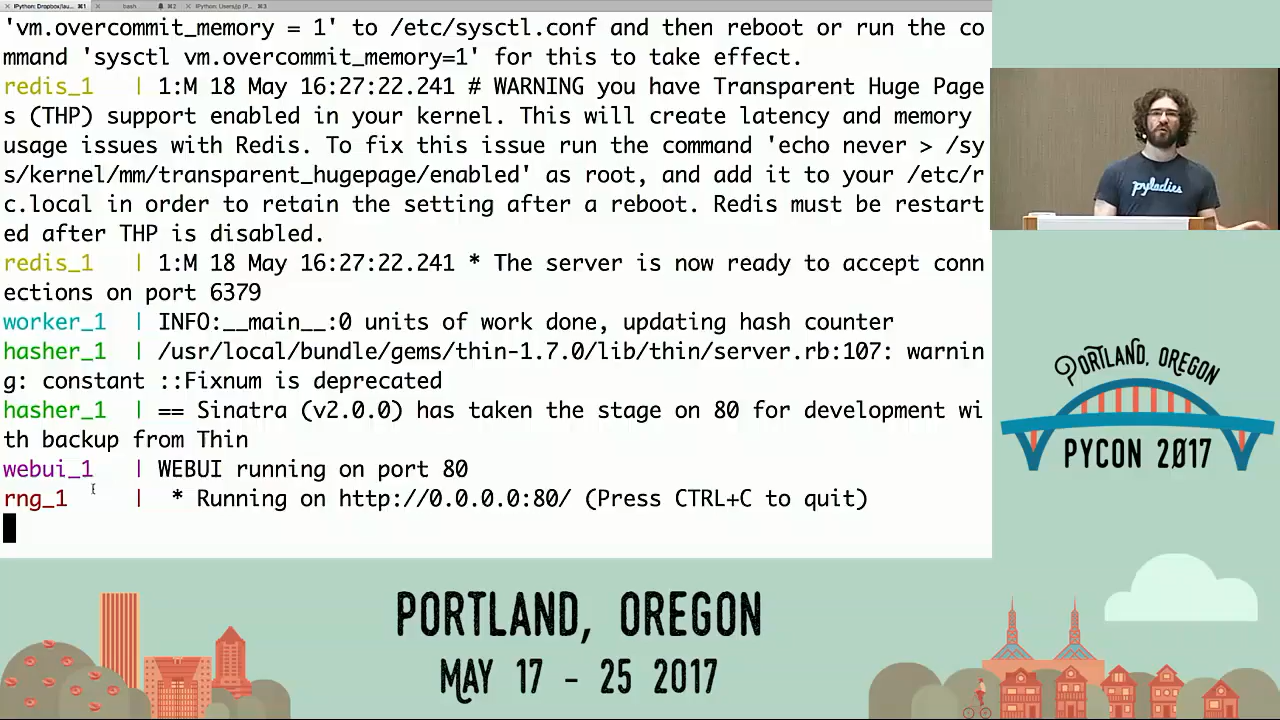 IPython: Dropbox/lau... ⌘1
bash ⌘2
IPython: Users/jp (P... ⌘3
'vm.overcommit_memory = 1' to /etc/sysctl.conf and then reboot or run the co
mmand 'sysctl vm.overcommit_memory=1' for this to take effect.
redis_1 | 1:M 18 May 16:27:22.241 # WARNING you have Transparent Huge Page
s (THP) support enabled in your kernel. This will create latency and memory
usage issues with Redis. To fix this issue run the command 'echo never > /sy
s/kernel/mm/transparent_hugepage/enabled' as root, and add it to your /etc/r
c.local in order to retain the setting after a reboot. Redis must be restart
ed after THP is disabled.
redis_1 | 1:M 18 May 16:27:22.241 * The server is now ready to accept conn
ections on port 6379
worker_1 | INFO:__main__:0 units of work done, updating hash counter
hasher_1 | /usr/local/bundle/gems/thin-1.7.0/lib/thin/server.rb:107: warnin
g: constant ::Fixnum is deprecated
hasher_1 | == Sinatra (v2.0.0) has taken the stage on 80 for development wi
th backup from Thin
webui_1 | WEBUI running on port 80
rng_1 | * Running on http://0.0.0.0:80/ (Press CTRL+C to quit)
pyladies
PORTLAND, OREGON
PYCON 2017
PORTLAND, OREGON
MAY 17 - 25 2017